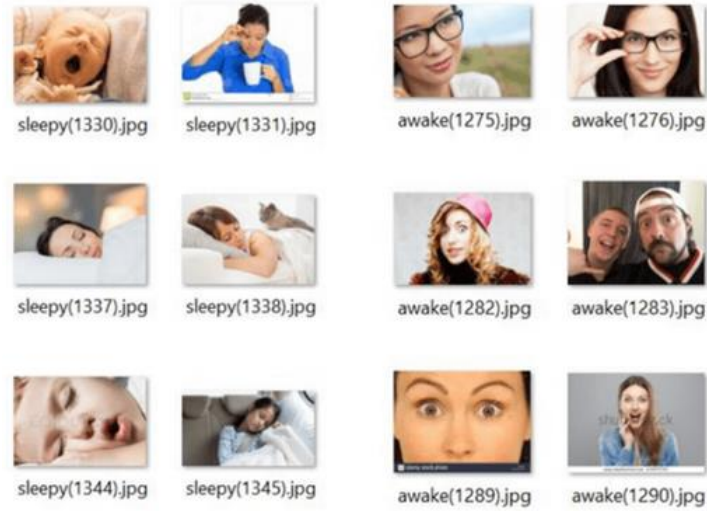 sleepy(1330).jpg
sleepy(1331).jpg
awake(1275).jpg
awake(1276).jpg
sleepy(1337).jpg
sleepy(1338).jpg
awake(1282).jpg
awake(1283).jpg
sleepy(1344).jpg
sleepy(1345).jpg
awake(1289).jpg
awake(1290).jpg